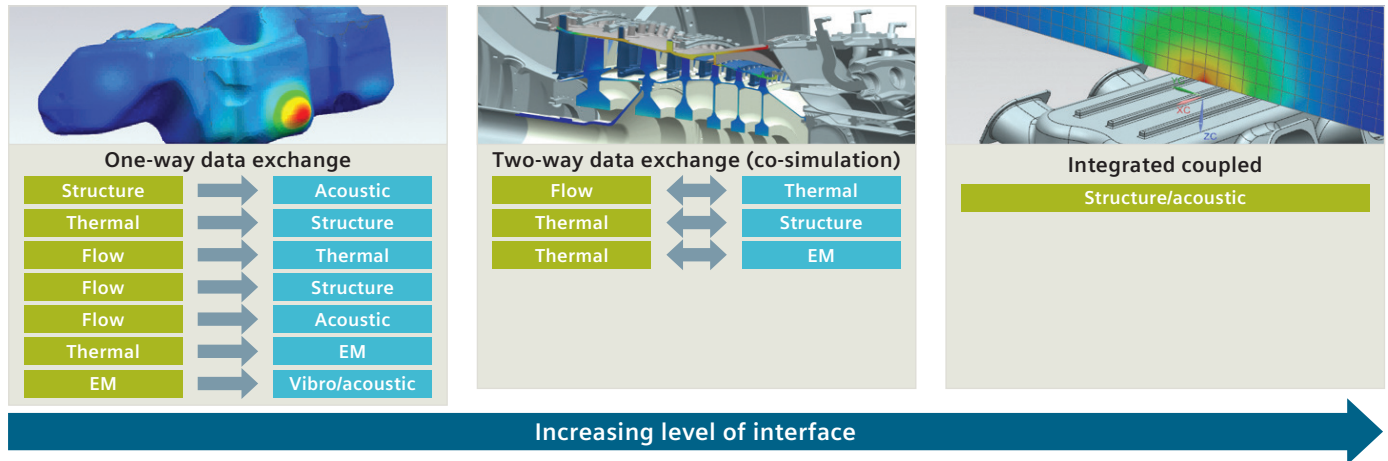 One-way data exchange
Structure Acoustic
Thermal Structure
Flow Thermal
Flow Structure
Flow Acoustic
Thermal EM
EM Vibro/acoustic
Two-way data exchange (co-simulation)
Flow Thermal
Thermal Structure
Thermal EM
XC
ZC
Integrated coupled
Structure/acoustic
Increasing level of interface